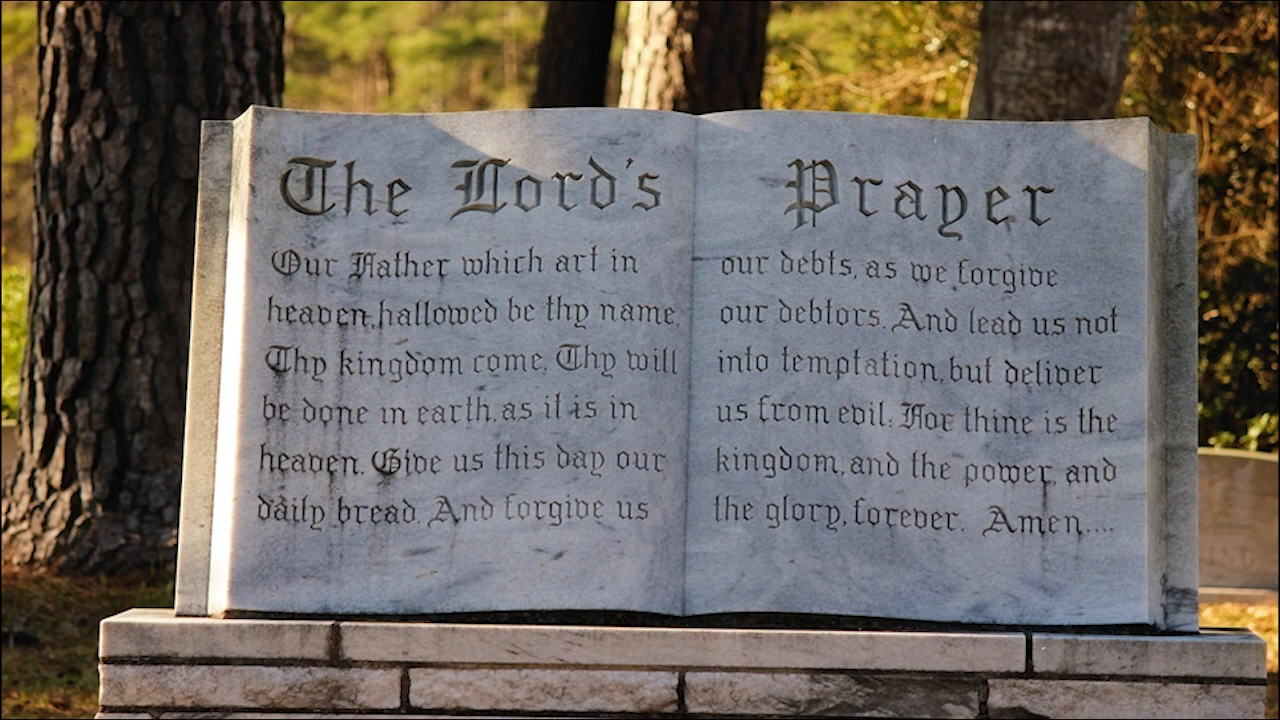 The Lord's Prayer
Our Father which art in
heaven, hallowed be thy name.
Thy kingdom come. Thy will
be done in earth, as it is in
heaven. Give us this day our
daily bread. And forgive us
our debts, as we forgive
our debtors. And lead us not
into temptation, but deliver
us from evil: For thine is the
kingdom, and the power, and
the glory, forever. Amen....